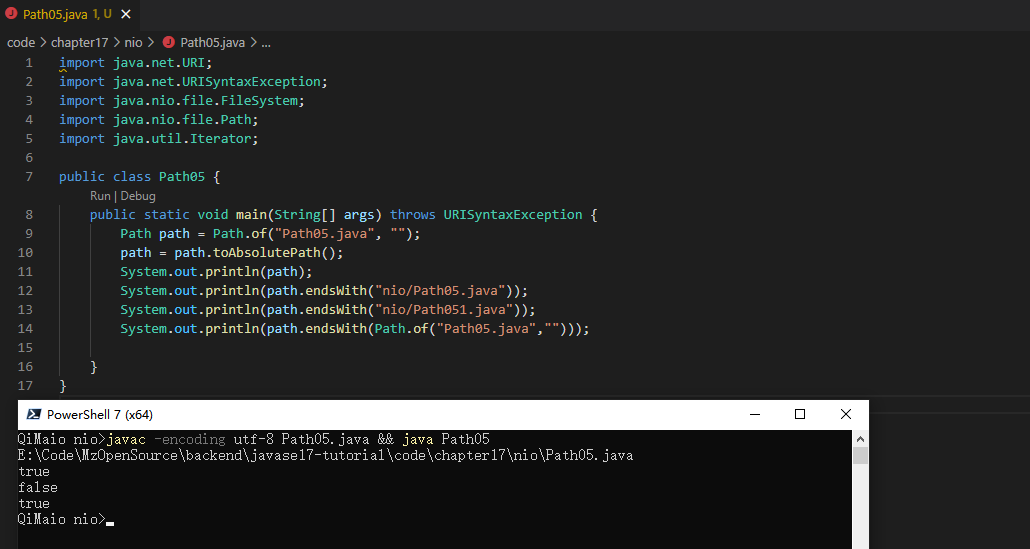 Path05.java 1, U
code > chapter17 > nio > Path05.java > ...
1 import java.net.URI;
2 import java.net.URISyntaxException;
3 import java.nio.file.FileSystem;
4 import java.nio.file.Path;
5 import java.util.Iterator;
6
7 public class Path05 {
Run | Debug
8 public static void main(String[] args) throws URISyntaxException {
9 Path path = Path.of("Path05.java", "");
10 path = path.toAbsolutePath();
11 System.out.println(path);
12 System.out.println(path.endsWith("nio/Path05.java"));
13 System.out.println(path.endsWith("nio/Path051.java"));
14 System.out.println(path.endsWith(Path.of("Path05.java","")));
15
16 }
17 }
PowerShell 7 (x64)
QiMaio nio>javac -encoding utf-8 Path05.java && java Path05
E:\Code\MzOpenSource\backend\javase17-tutorial\code\chapter17\nio\Path05.java
true
false
true
QiMaio nio>